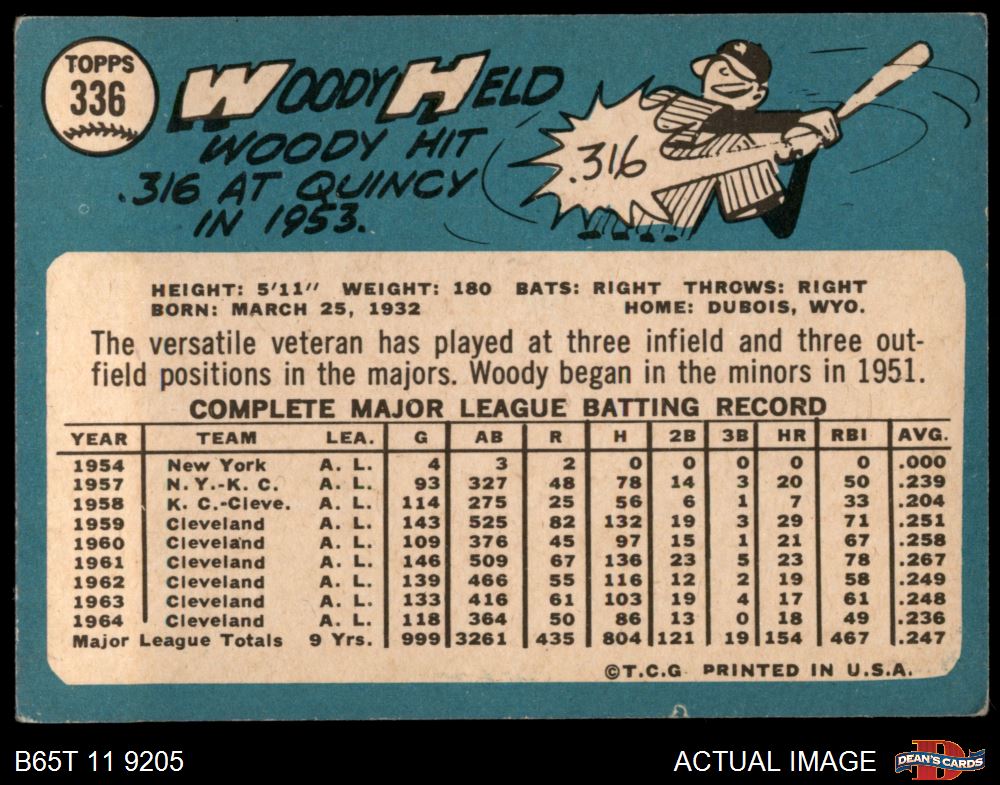 TOPPS
336
WOODY HELD
WOODY HIT
.316 AT QUINCY
IN 1953.
.316
HEIGHT: 5'11" WEIGHT: 180 BATS: RIGHT THROWS: RIGHT
BORN: MARCH 25, 1932 HOME: DUBOIS, WYO.
The versatile veteran has played at three infield and three out-
field positions in the majors. Woody began in the minors in 1951.
COMPLETE MAJOR LEAGUE BATTING RECORD
YEAR TEAM LEA. G AB R H 2B 3B HR RBI AVG.
1954 New York A. L. 4 3 2 0 0 0 0 0 .000
1957 N. Y.-K. C. A. L. 93 327 48 78 14 3 20 50 .239
1958 K. C.-Cleve. A. L. 114 275 25 56 6 1 7 33 .204
1959 Cleveland A. L. 143 525 82 132 19 3 29 71 .251
1960 Cleveland A. L. 109 376 45 97 15 1 21 67 .258
1961 Cleveland A. L. 146 509 67 136 23 5 23 78 .267
1962 Cleveland A. L. 139 466 55 116 12 2 19 58 .249
1963 Cleveland A. L. 133 416 61 103 19 4 17 61 .248
1964 Cleveland A. L. 118 364 50 86 13 0 18 49 .236
Major League Totals 9 Yrs. 999 3261 435 804 121 19 154 467 .247
©T.C.G. PRINTED IN U.S.A.
B65T 11 9205
ACTUAL IMAGE
D
DEAN'S CARDS